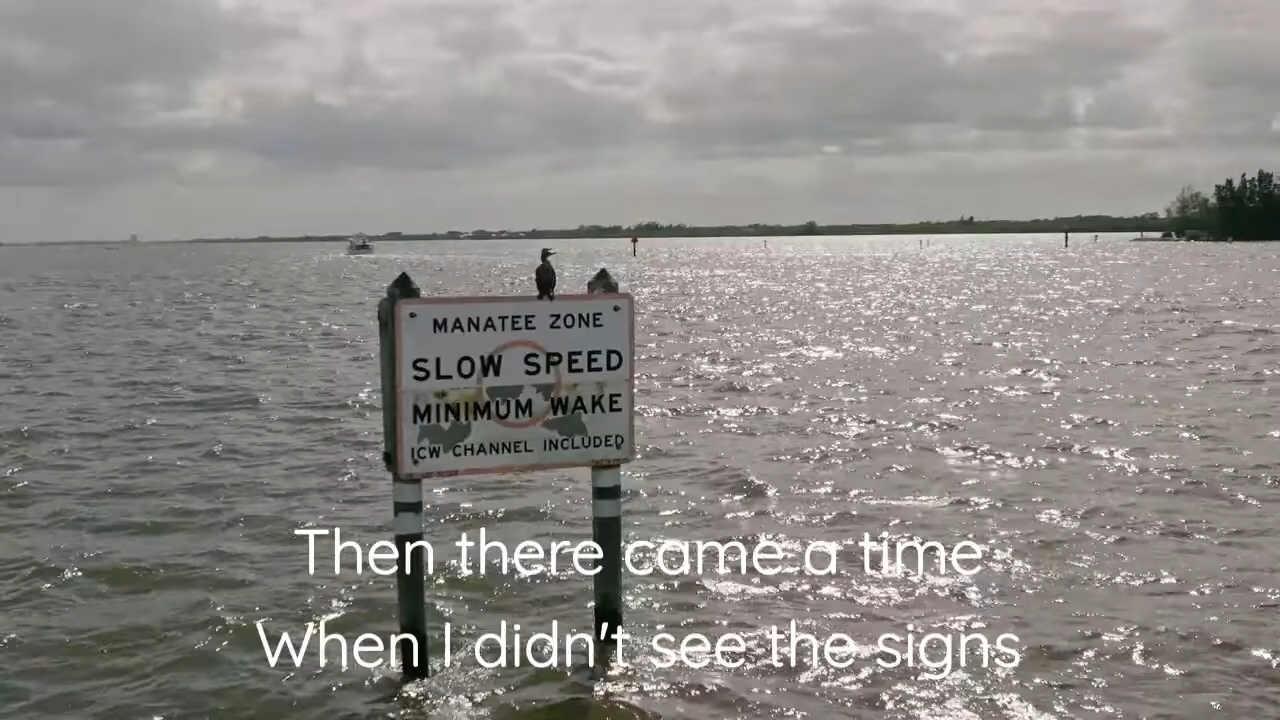 MANATEE ZONE
SLOW SPEED
MINIMUM WAKE
ICW CHANNEL INCLUDED
Then there came a time
When I didn't see the signs